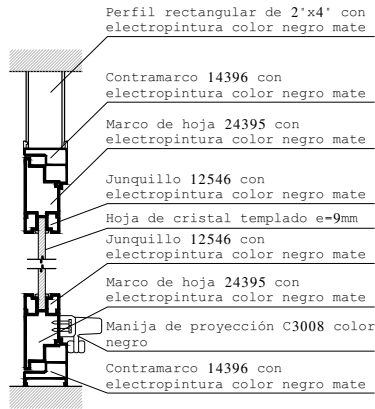 Perfil rectangular de 2"x4" con
electropintura color negro mate
Contramarco 14396 con
electropintura color negro mate
Marco de hoja 24395 con
electropintura color negro mate
Junquillo 12546 con
electropintura color negro mate
Hoja de cristal templado e=9mm
Junquillo 12546 con
electropintura color negro mate
Marco de hoja 24395 con
electropintura color negro mate
Manija de proyección C3008 color
negro
Contramarco 14396 con
electropintura color negro mate